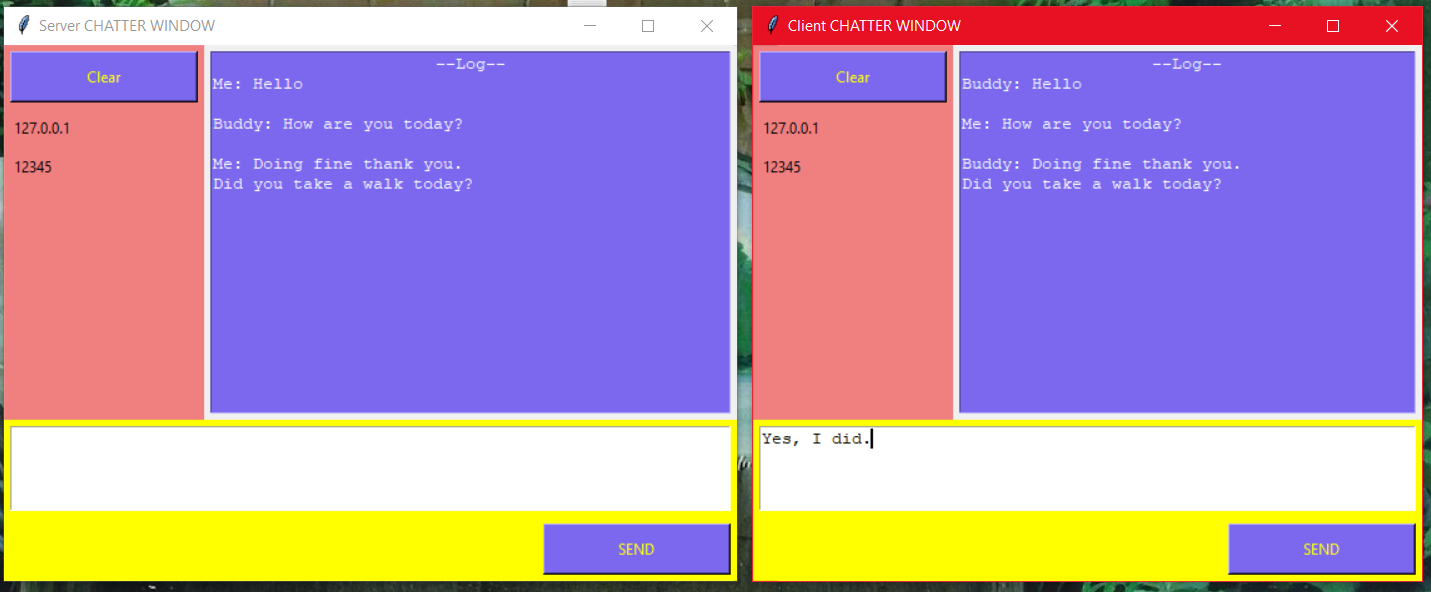 Server CHATTER WINDOW
Clear
127.0.0.1
12345
--Log--
Me: Hello
Buddy: How are you today?
Me: Doing fine thank you.
Did you take a walk today?
SEND
Client CHATTER WINDOW
Clear
127.0.0.1
12345
--Log--
Buddy: Hello
Me: How are you today?
Buddy: Doing fine thank you.
Did you take a walk today?
Yes, I did.
SEND